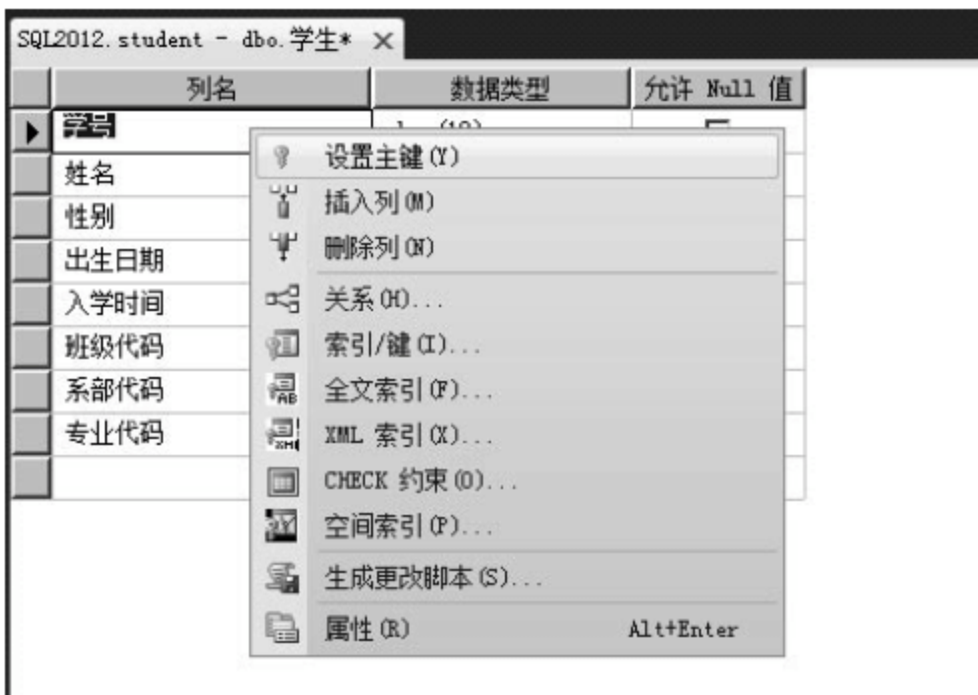 SQL2012.student - dbo.学生*
列名 数据类型 允许 Null 值
学号
姓名
性别
出生日期
入学时间
班级代码
系部代码
专业代码
设置主键(Y)
插入列(M)
删除列(N)
关系(H)...
索引/键(I)...
全文索引(F)...
XML 索引(X)...
CHECK 约束(O)...
空间索引(P)...
生成更改脚本(S)...
属性(R) Alt+Enter